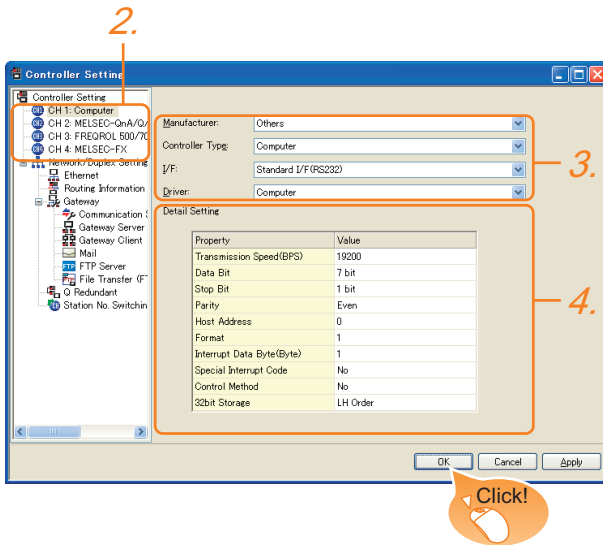 2.
Controller Setting
Controller Setting
CH 1: Computer
CH 2: MELSEC-QnA/Q/
CH 3: FREQROL 500/70
CH 4: MELSEC-FX
Network/Duplex Setting
Ethernet
Routing Information
Gateway
Communication S
Gateway Server
Gateway Client
Mail
FTP Server
File Transfer (F
Q Redundant
Station No. Switchin
Manufacturer: Others
Controller Type: Computer
I/F: Standard I/F(RS232)
Driver: Computer
3.
Detail Setting
Property Value
Transmission Speed(BPS) 19200
Data Bit 7 bit
Stop Bit 1 bit
Parity Even
Host Address 0
Format 1
Interrupt Data Byte(Byte) 1
Special Interrupt Code No
Control Method No
32bit Storage LH Order
4.
OK Cancel Apply
Click!